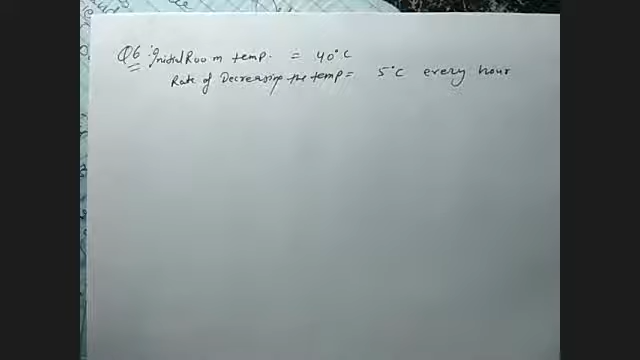 Q6: Initial Room temp. = 40°C
Rate of Decreasing the temp = 5°C every hour